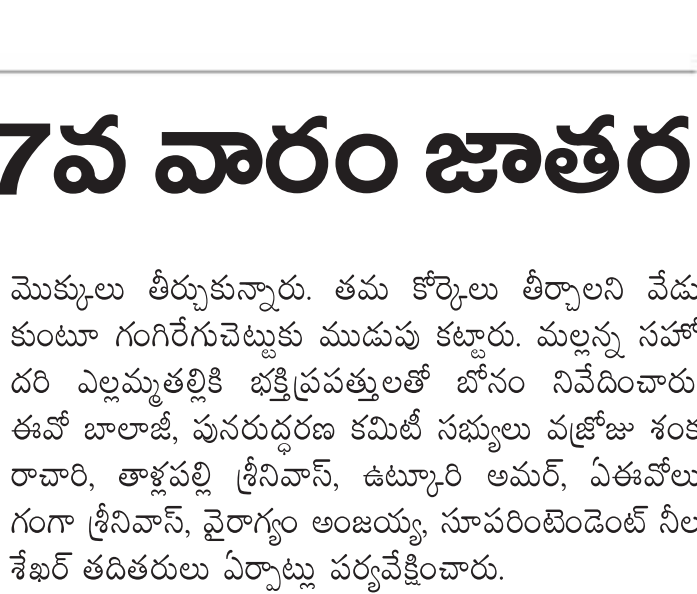 7వ వారం జాతర
మొక్కులు తీర్చుకున్నారు. తమ కోర్కెలు తీర్చాలని వేడు
కుంటూ గంగిరేగుచెట్టుకు ముడుపు కట్టారు. మల్లన్న సహో
దరి ఎల్లమ్మతల్లికి భక్తిప్రపత్తులతో బోనం నివేదించారు
ఈవో బాలాజీ, పునరుద్ధరణ కమిటీ సభ్యులు వజ్రోజు శంక
రాచారి, తాళ్లపల్లి శ్రీనివాస్, ఉట్కూరి అమర్, ఏఈవోలు
గంగా శ్రీనివాస్, వైరాగ్యం అంజయ్య, సూపరింటెండెంట్ నీల
శేఖర్ తదితరులు ఏర్పాట్లు పర్యవేక్షించారు.